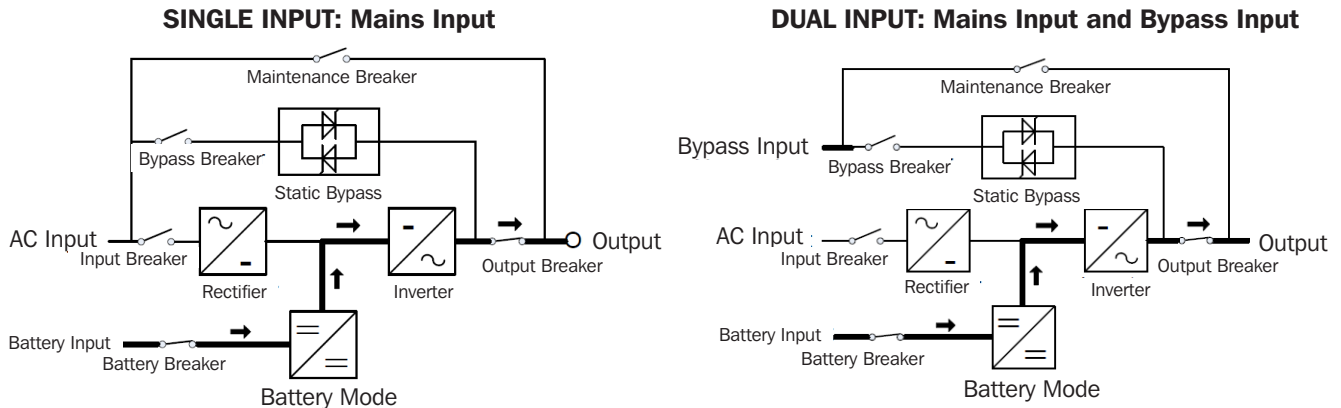 SINGLE INPUT: Mains Input
Maintenance Breaker
Bypass Breaker
Static Bypass
AC Input
Input Breaker
Rectifier
Inverter
Output Breaker
Output
Battery Input
Battery Breaker
Battery Mode
DUAL INPUT: Mains Input and Bypass Input
Maintenance Breaker
Bypass Input
Bypass Breaker
Static Bypass
AC Input
Input Breaker
Rectifier
Inverter
Output Breaker
Output
Battery Input
Battery Breaker
Battery Mode